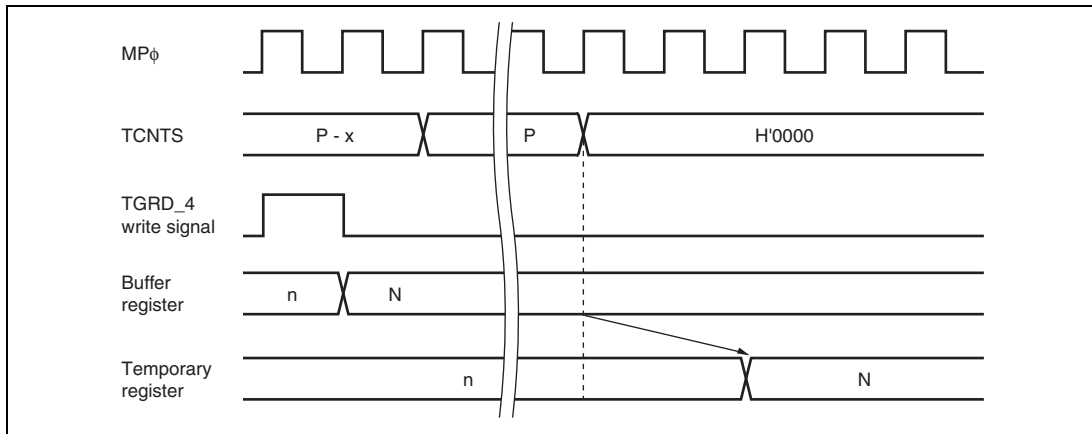 MPϕ
TCNTS
P - x
P
H'0000
TGRD_4
write signal
Buffer
register
n
N
Temporary
register
n
N